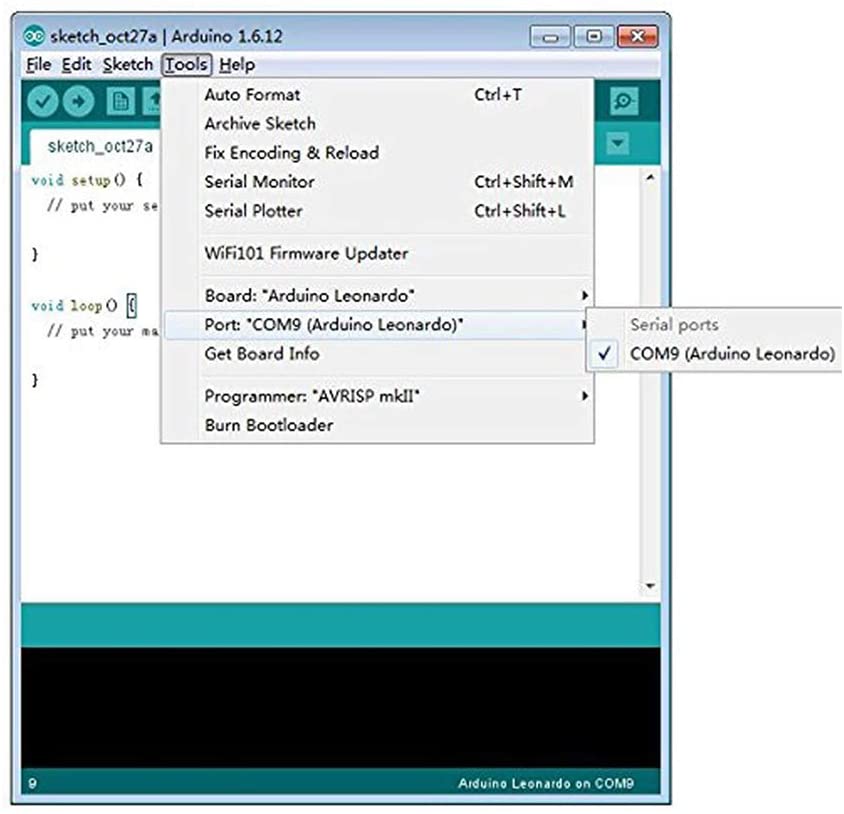 sketch_oct27a | Arduino 1.6.12
File Edit Sketch Tools Help
Auto Format Ctrl+T
Archive Sketch
sketch_oct27a
Fix Encoding & Reload
void setup() {
Serial Monitor Ctrl+Shift+M
// put your se
Serial Plotter Ctrl+Shift+L
}
WiFi101 Firmware Updater
Board: "Arduino Leonardo"
void loop() {
Port: "COM9 (Arduino Leonardo)"
Serial ports
// put your ma
Get Board Info
COM9 (Arduino Leonardo)
}
Programmer: "AVRISP mkII"
Burn Bootloader
9 Arduino Leonardo on COM9